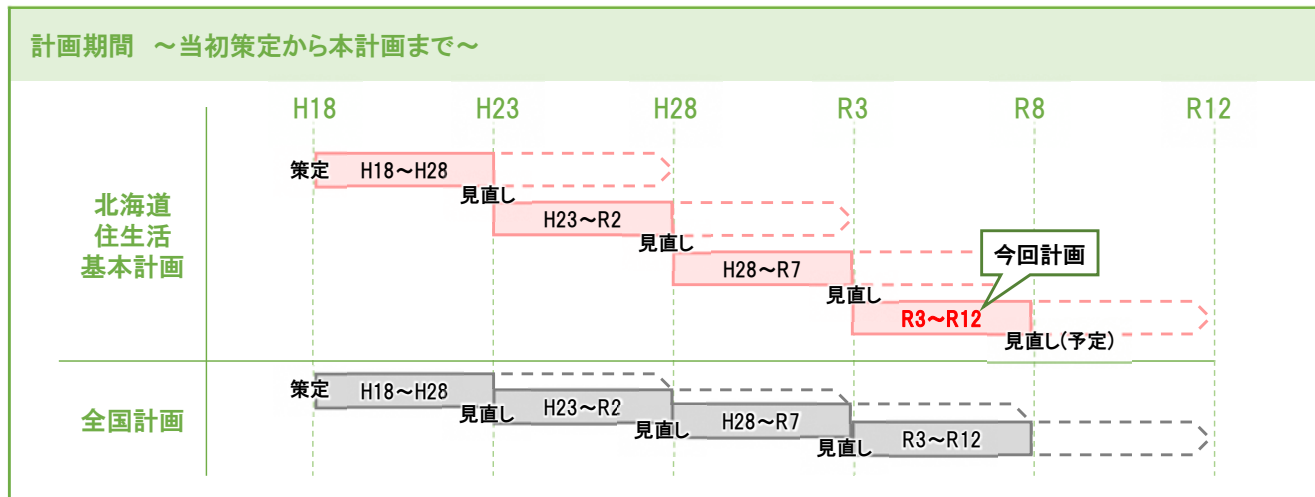 計画期間　～当初策定から本計画まで～
H18 H23 H28 R3 R8 R12
北海道
住生活
基本計画
策定 H18～H28
見直し
H23～R2
見直し
H28～R7
今回計画
見直し
R3～R12
見直し(予定)
全国計画
策定 H18～H28
見直し
H23～R2
見直し
H28～R7
見直し
R3～R12